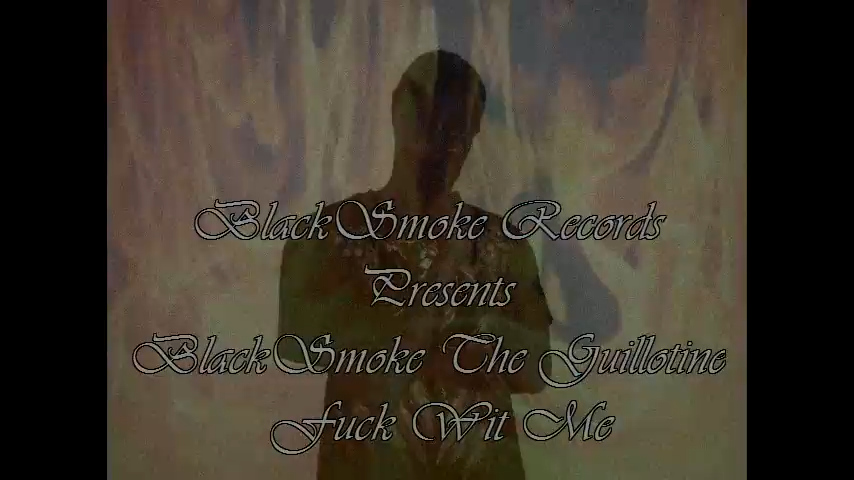 BlackSmoke Records
Presents
BlackSmoke The Guillotine
Fuck Wit Me